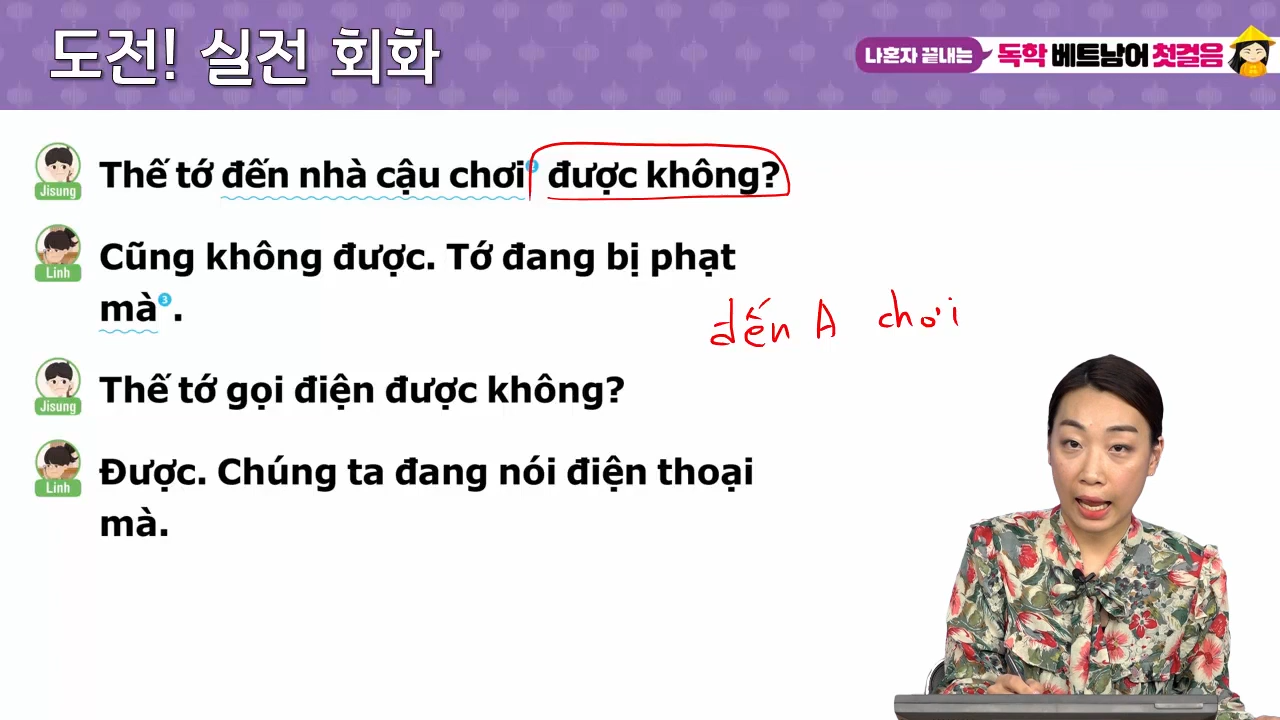 도전! 실전 회화
나혼자 끝내는 독학 베트남어 첫걸음
Jisung
Thế tớ đến nhà cậu chơi được không?
Linh
Cũng không được. Tớ đang bị phạt
mà3.
đến A chơi
Jisung
Thế tớ gọi điện được không?
Linh
Được. Chúng ta đang nói điện thoại
mà.